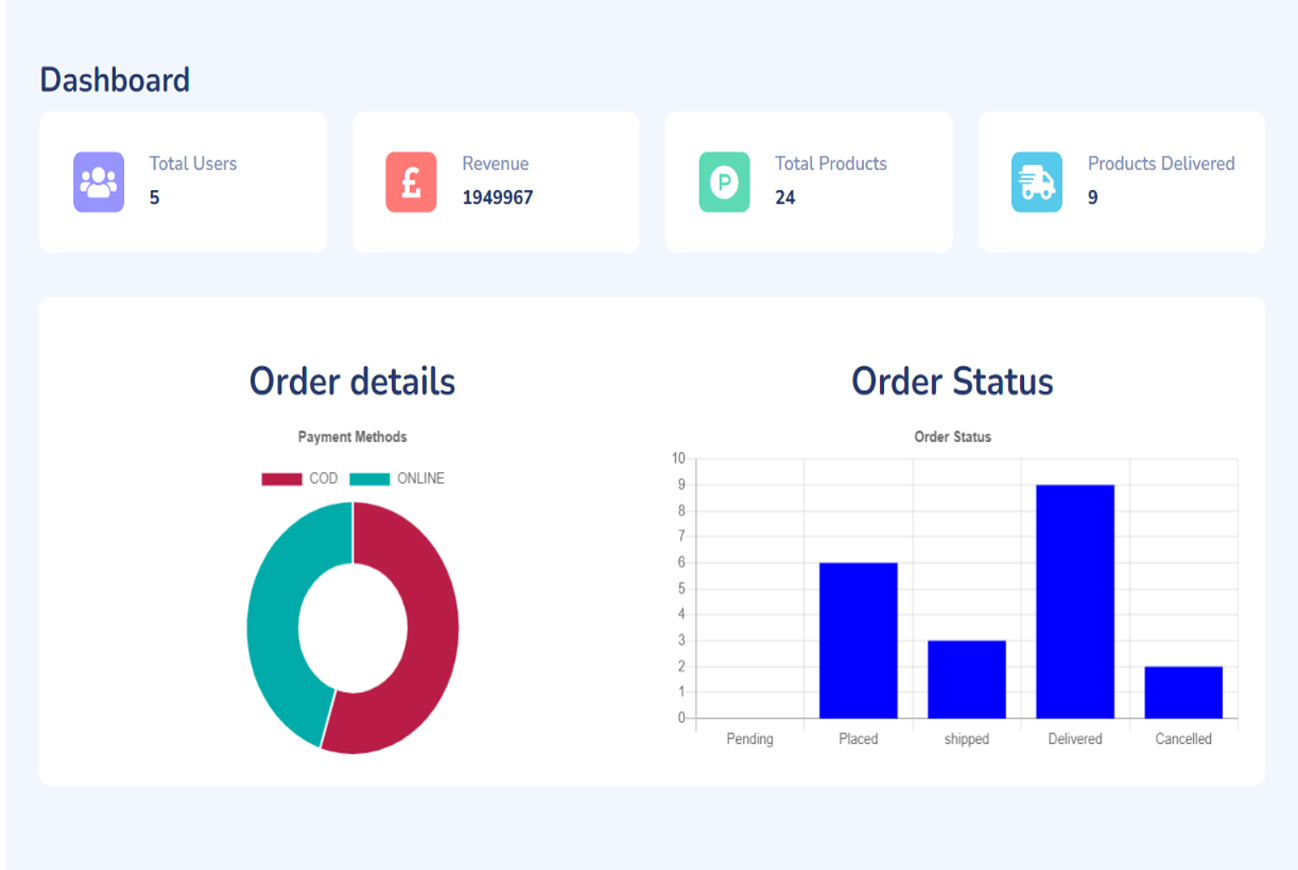 Dashboard
Total Users
5
£
Revenue
1949967
P
Total Products
24
Products Delivered
9
Order details
Payment Methods
COD ONLINE
Order Status
Order Status
10
9
8
7
6
5
4
3
2
1
0
Pending Placed shipped Delivered Cancelled